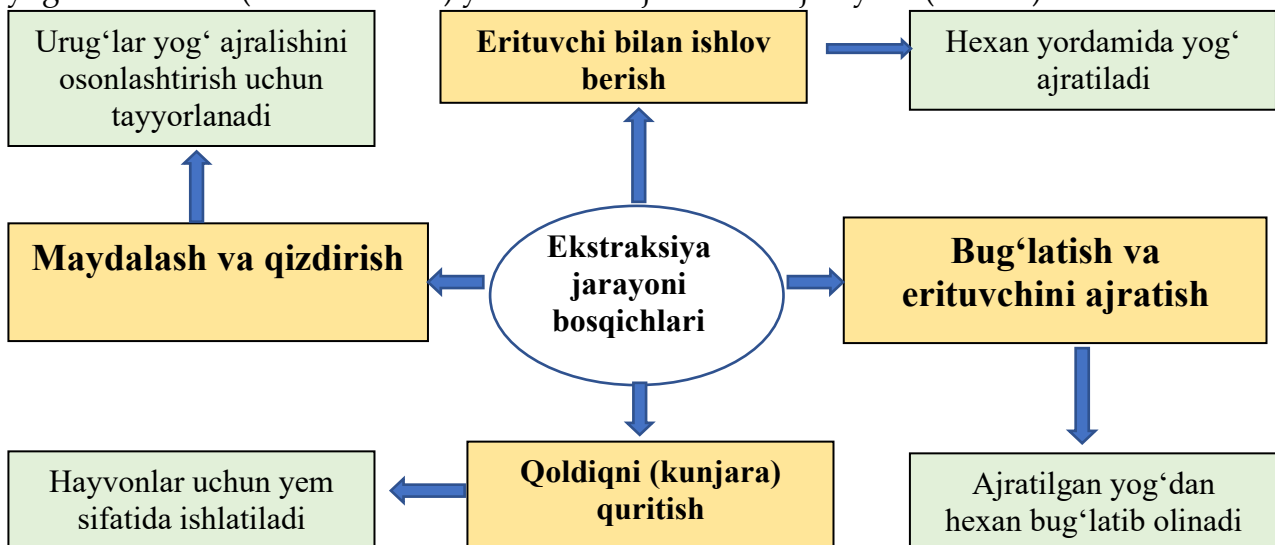 Urug‘lar yog‘ ajralishini
osonlashtirish uchun
tayyorlanadi
Erituvchi bilan ishlov
berish
Hexan yordamida yog‘
ajratiladi
Maydalash va qizdirish
Ekstraksiya
jarayoni
bosqichlari
Bug‘latish va
erituvchini ajratish
Hayvonlar uchun yem
sifatida ishlatiladi
Qoldiqni (kunjara)
quritish
Ajratilgan yog‘dan
hexan bug‘latib olinadi